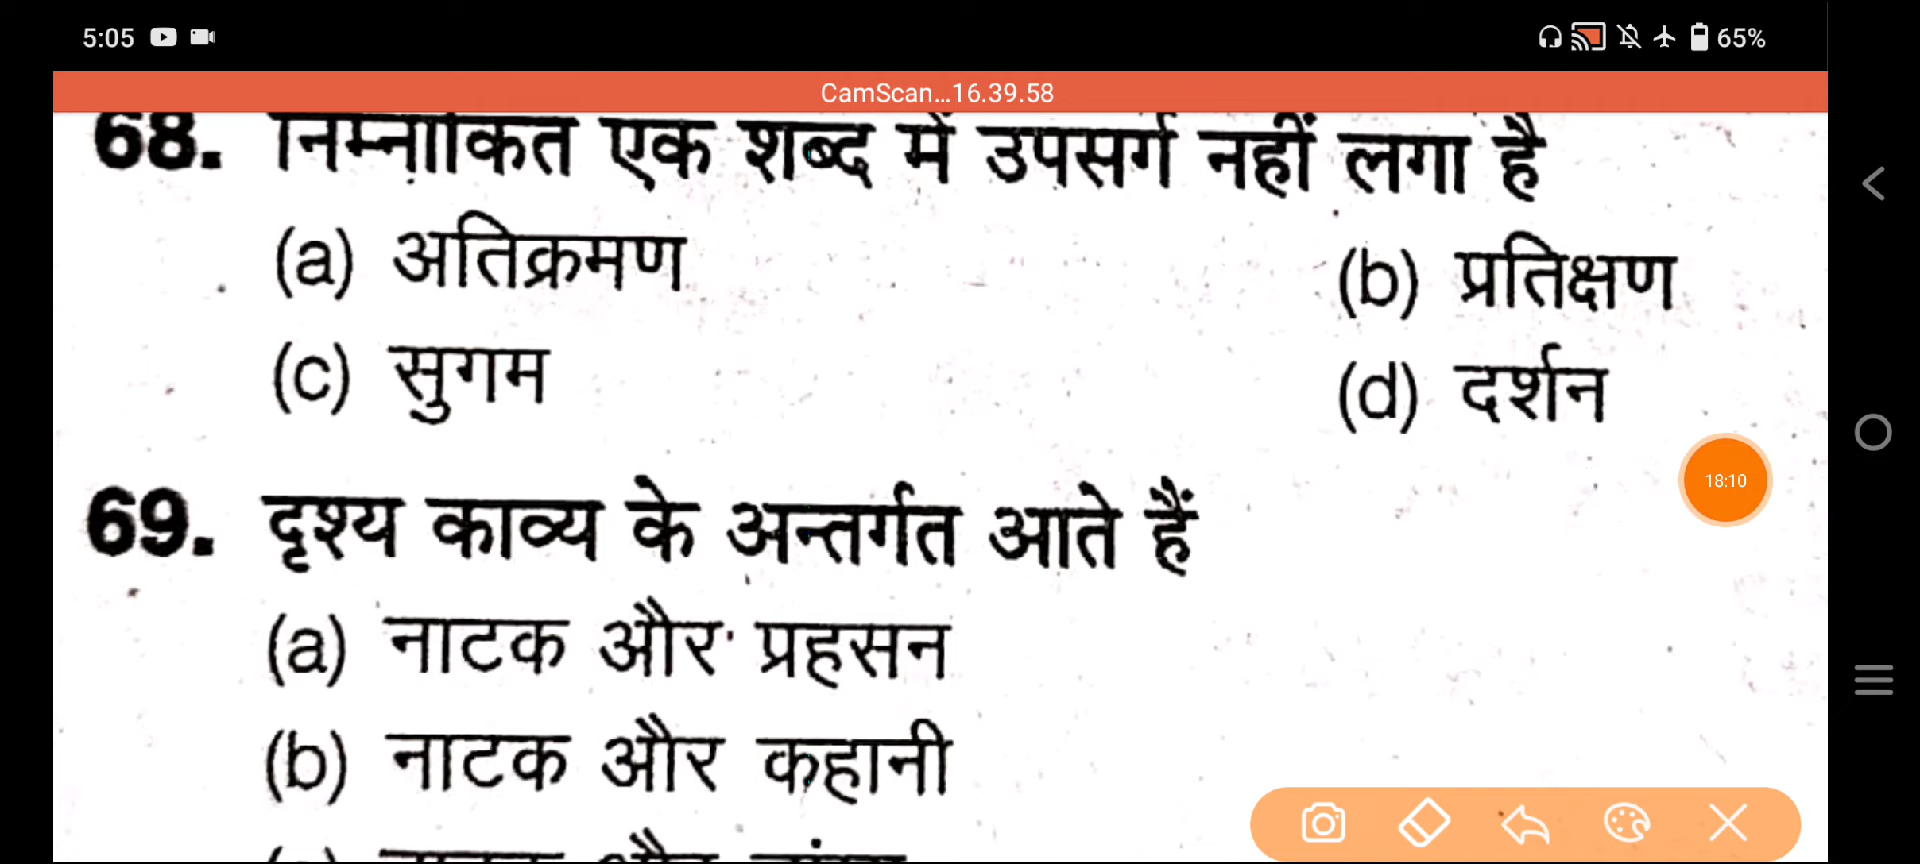 5:05
65%
CamScan...16.39.58
68. निम्नांकित एक शब्द में उपसर्ग नहीं लगा है
(a) अतिक्रमण (b) प्रतिक्षण
(c) सुगम (d) दर्शन
18:10
69. दृश्य काव्य के अन्तर्गत आते हैं
(a) नाटक और प्रहसन
(b) नाटक और कहानी